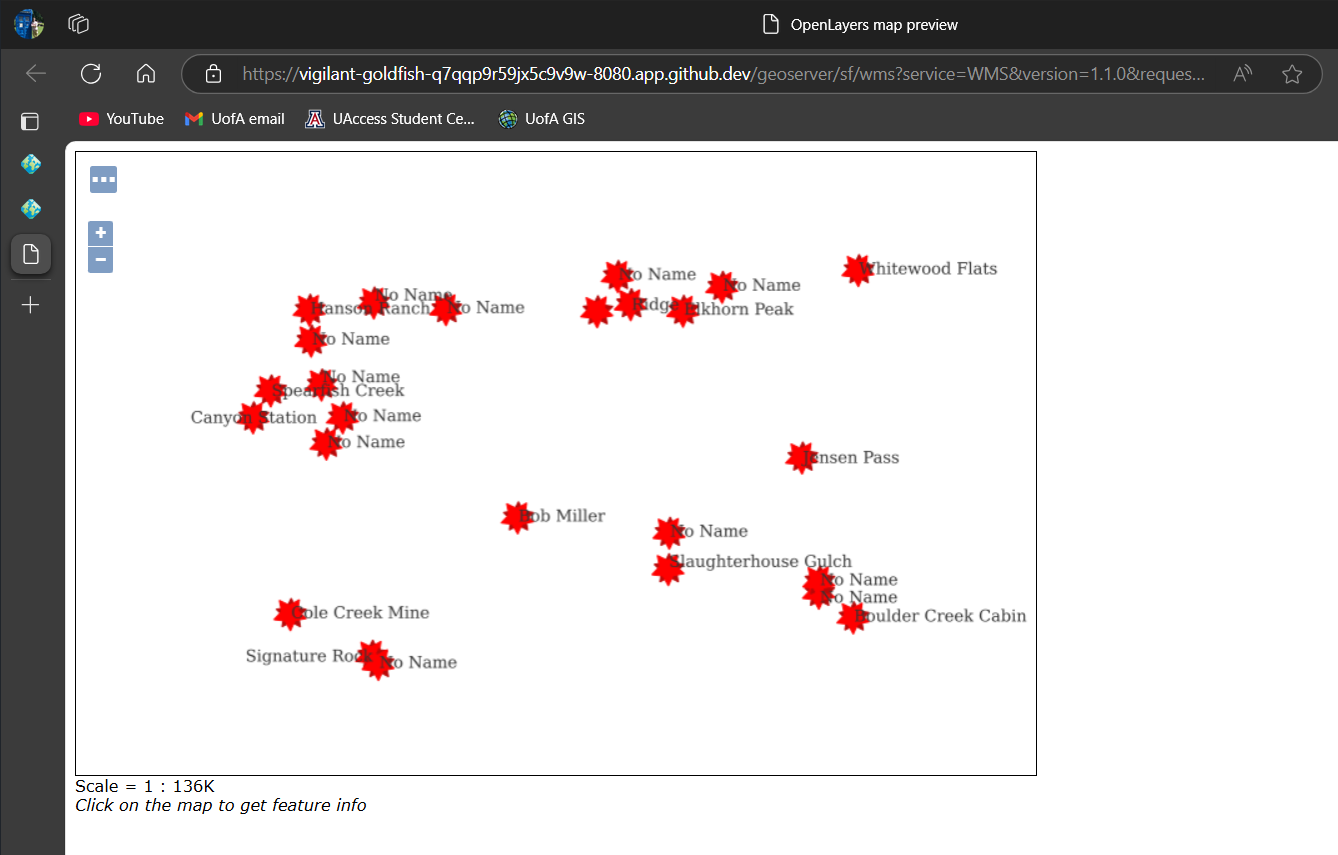 OpenLayers map preview
https://vigilant-goldfish-q7qqp9r59jx5c9v9w-8080.app.github.dev/geoserver/sf/wms?service=WMS&version=1.1.0&reques...
YouTube
UofA email
UAccess Student Ce...
UofA GIS
+
−
Whitewood Flats
No Name
No Name
No Name
Hanson Ranch
No Name
Ridge
Elkhorn Peak
No Name
No Name
Spearfish Creek
Canyon Station
No Name
No Name
Jensen Pass
Bob Miller
No Name
Slaughterhouse Gulch
No Name
No Name
Boulder Creek Cabin
Cole Creek Mine
Signature Rock
No Name
Scale = 1 : 136K
Click on the map to get feature info